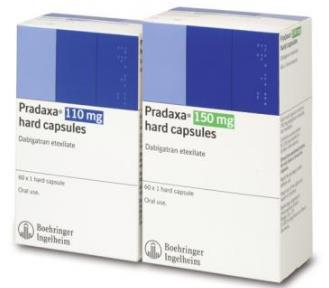 Pradaxa® 110 mg
hard capsules
Dabigatran etexilate
60 x 1 hard capsule
Oral use.
Boehringer
Ingelheim
Pradaxa® 150 mg
hard capsules
Dabigatran etexilate
60 x 1 hard capsule
Oral use.
Boehringer
Ingelheim